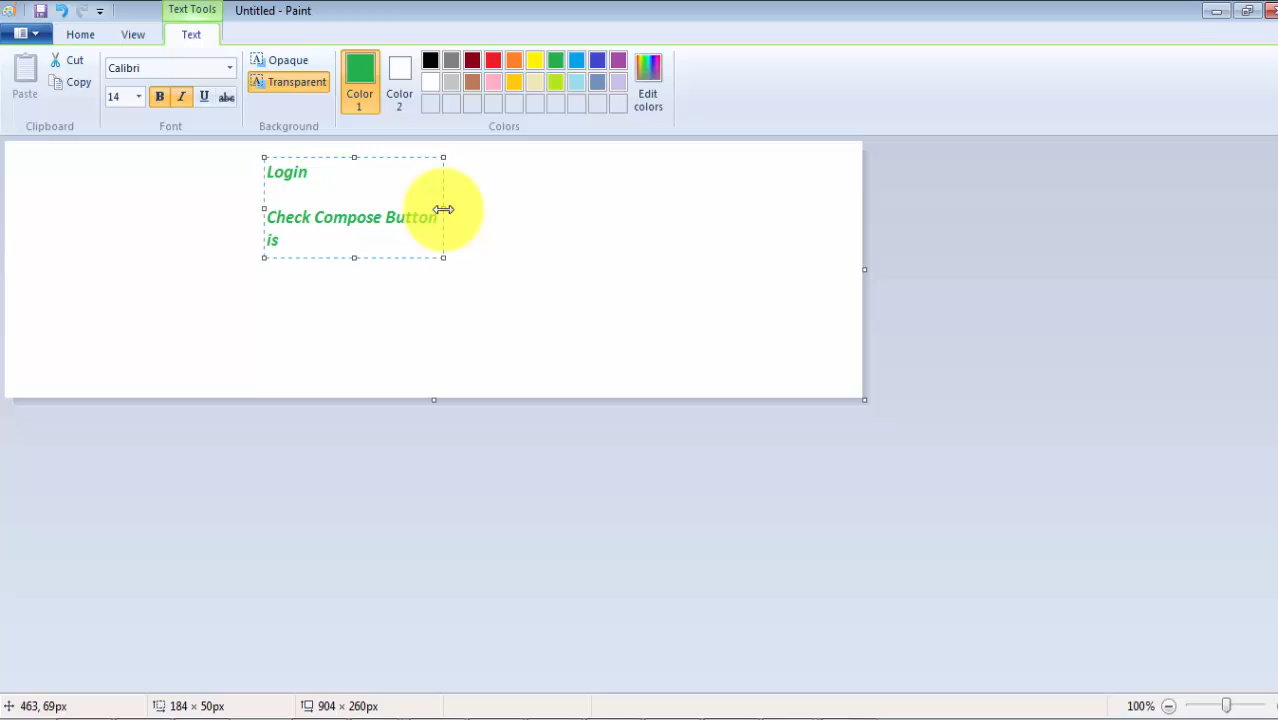 Text Tools
Untitled - Paint
Home
View
Text
Paste
Cut
Copy
Clipboard
Calibri
14
B
I
U
abc
Font
A Opaque
A Transparent
Background
Color 1
Color 2
Edit colors
Colors
Login
Check Compose Button
is
463, 69px
184 × 50px
904 × 260px
100%